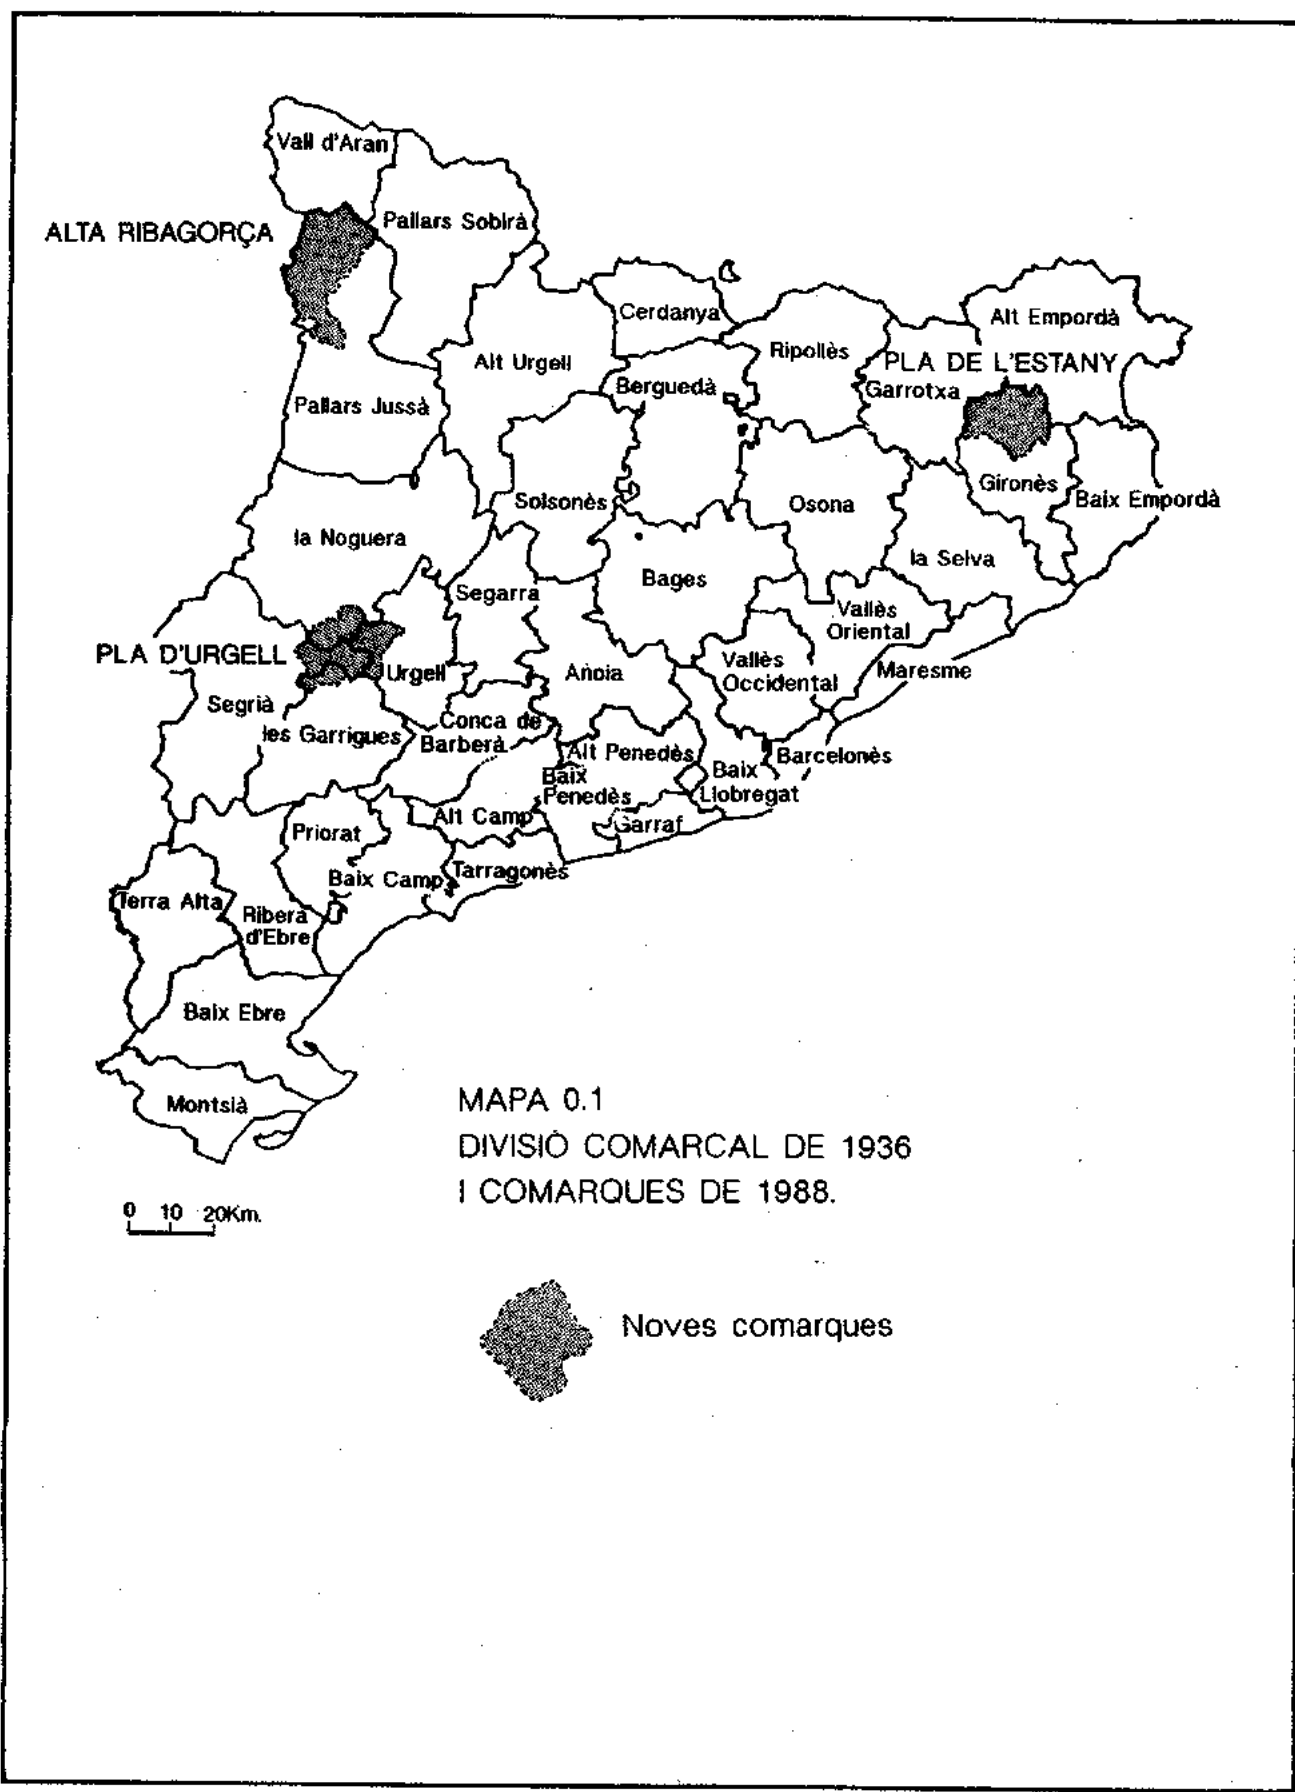 Vall d'Aran
Pallars Sobirà
ALTA RIBAGORÇA
Cerdanya
Alt Empordà
Ripollès
Alt Urgell
PLA DE L'ESTANY
Berguedà
Garrotxa
Pallars Jussà
Gironès
Solsonès
Osona
Baix Empordà
la Noguera
la Selva
Bages
Segarra
Vallès
Oriental
PLA D'URGELL
Urgell
Anoia
Vallès
Occidental
Maresme
Segrià
les Garrigues
Conca de
Barberà
Alt Penedès
Barcelonès
Baix
Llobregat
Baix
Penedès
Alt Camp
Garraf
Priorat
Baix Camp
Tarragonès
Terra Alta
Ribera
d'Ebre
Baix Ebre
Montsià
MAPA 0.1
DIVISIÓ COMARCAL DE 1936
I COMARQUES DE 1988.
0 10 20Km.
Noves comarques